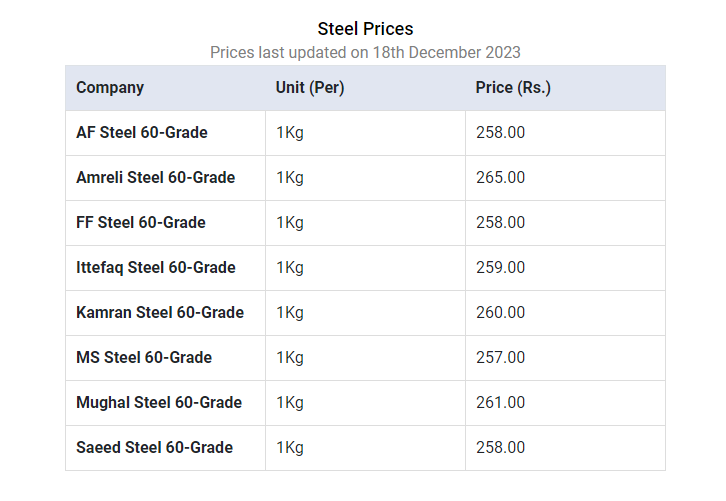 Steel Prices
Prices last updated on 18th December 2023
Company Unit (Per) Price (Rs.)
AF Steel 60-Grade 1Kg 258.00
Amreli Steel 60-Grade 1Kg 265.00
FF Steel 60-Grade 1Kg 258.00
Ittefaq Steel 60-Grade 1Kg 259.00
Kamran Steel 60-Grade 1Kg 260.00
MS Steel 60-Grade 1Kg 257.00
Mughal Steel 60-Grade 1Kg 261.00
Saeed Steel 60-Grade 1Kg 258.00